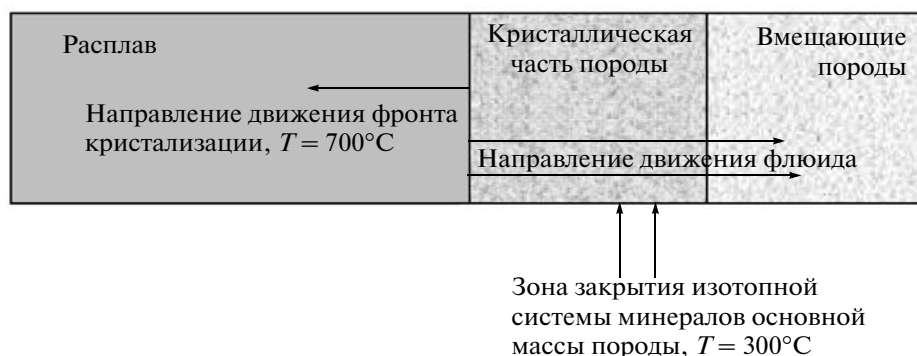 Расплав
Кристаллическая
часть породы
Вмещающие
породы
Направление движения фронта
кристализации, T = 700°C
Направление движения флюида
Зона закрытия изотопной
системы минералов основной
массы породы, T = 300°C